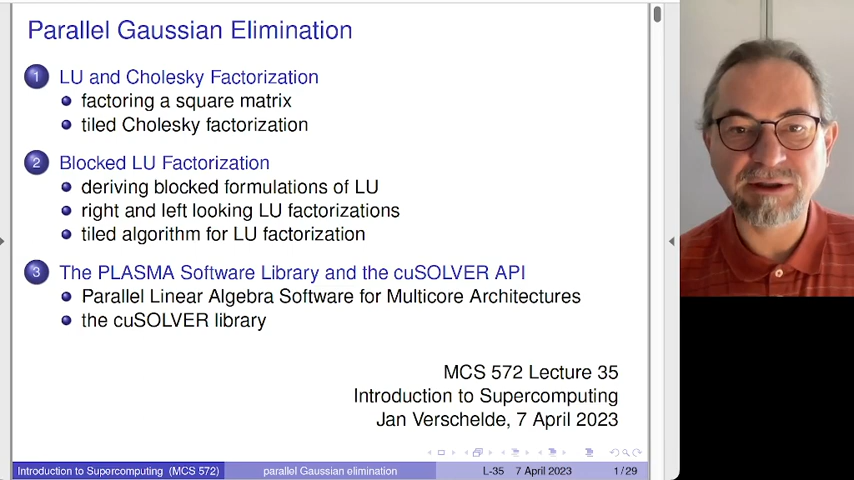 Parallel Gaussian Elimination
1 LU and Cholesky Factorization
factoring a square matrix
tiled Cholesky factorization
2 Blocked LU Factorization
deriving blocked formulations of LU
right and left looking LU factorizations
tiled algorithm for LU factorization
3 The PLASMA Software Library and the cuSOLVER API
Parallel Linear Algebra Software for Multicore Architectures
the cuSOLVER library
MCS 572 Lecture 35
Introduction to Supercomputing
Jan Verschelde, 7 April 2023
Introduction to Supercomputing (MCS 572) parallel Gaussian elimination L-35 7 April 2023 1 / 29